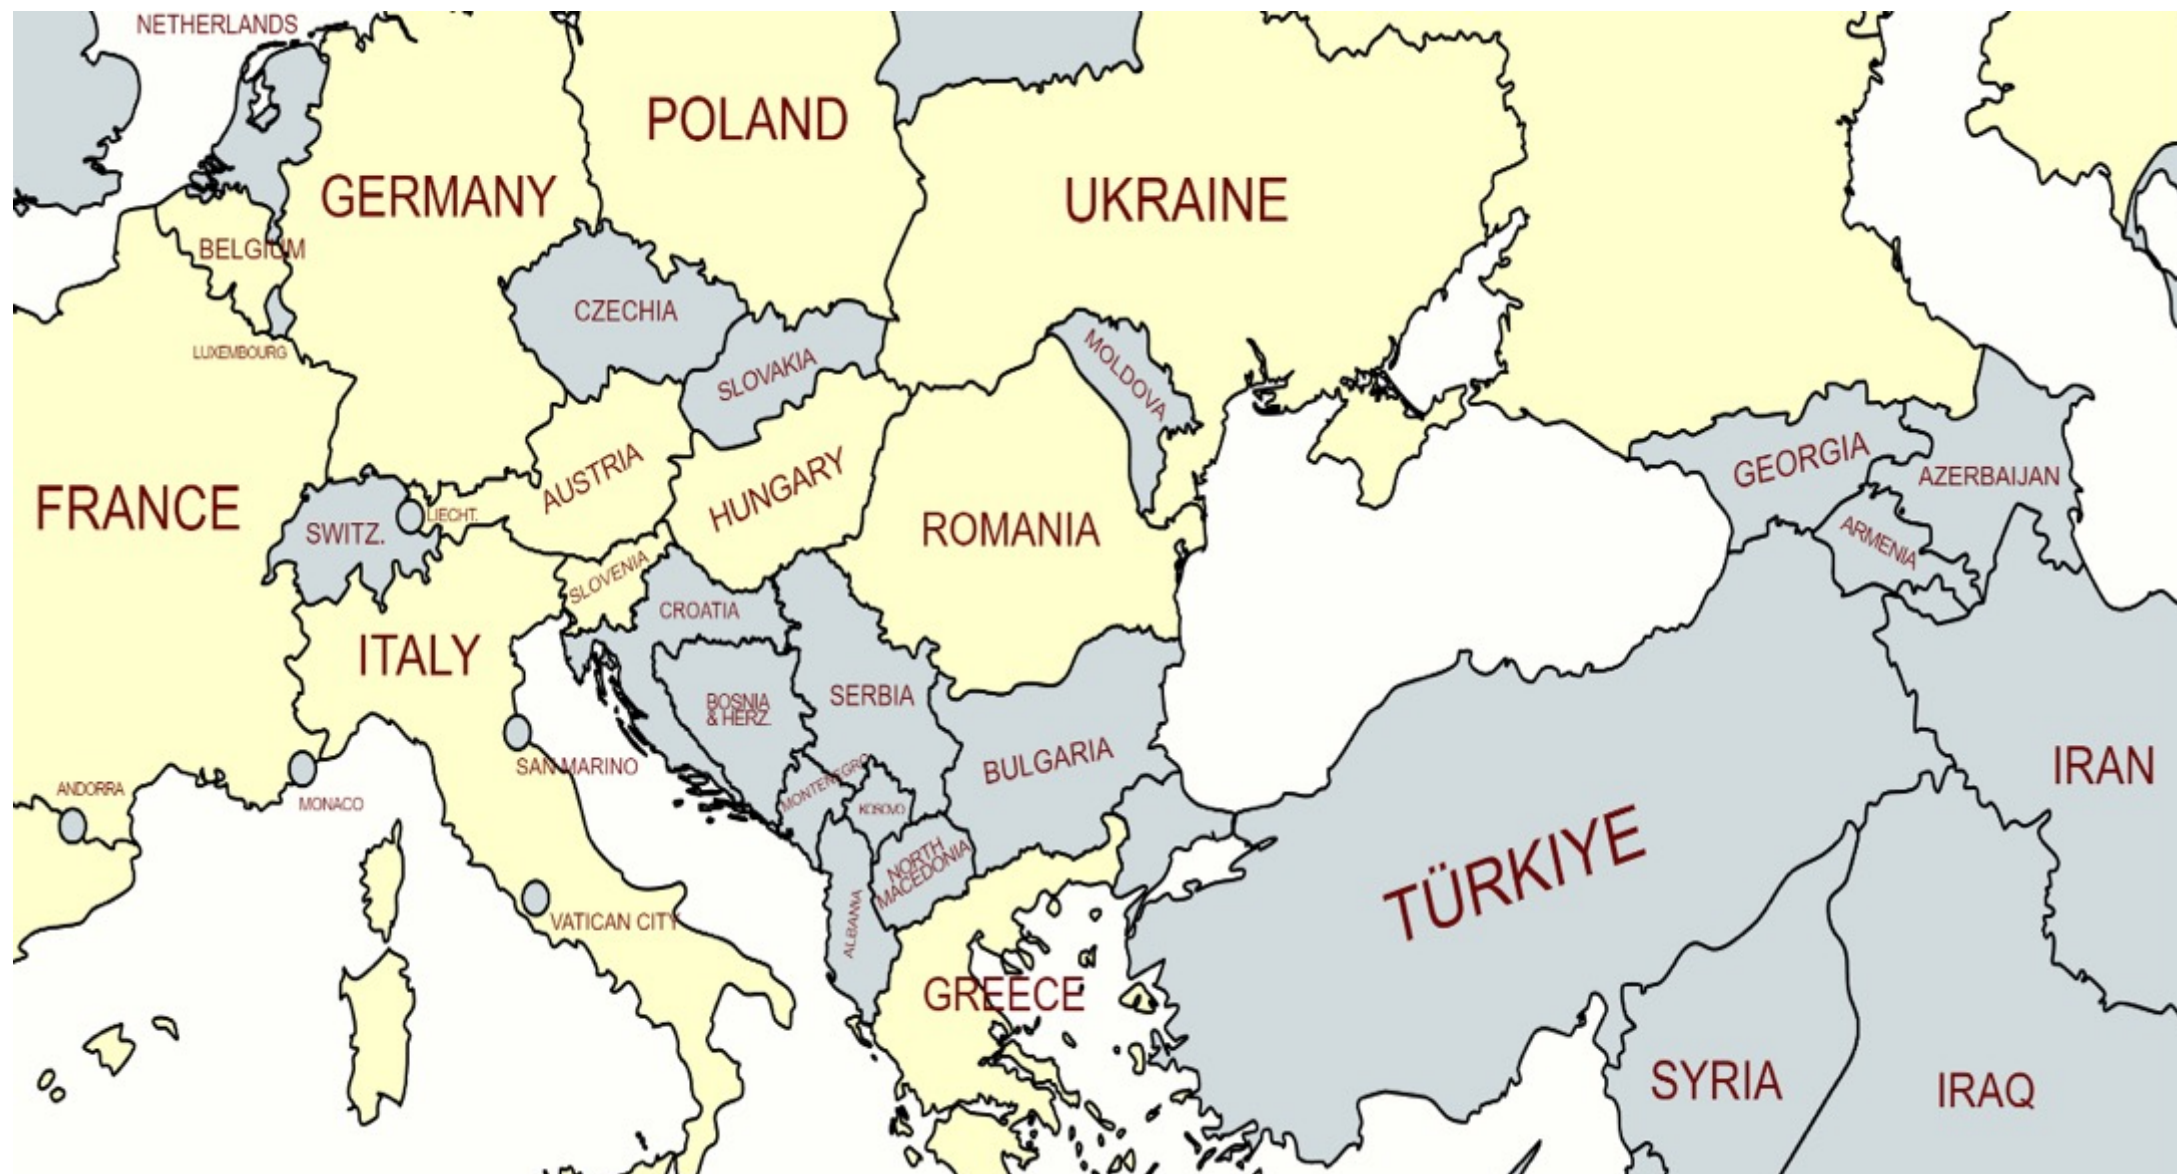 NETHERLANDS
POLAND
GERMANY
UKRAINE
BELGIUM
CZECHIA
LUXEMBOURG
SLOVAKIA
MOLDOVA
FRANCE
AUSTRIA
HUNGARY
GEORGIA
AZERBAIJAN
SWITZ.
LIECHT.
ROMANIA
ARMENIA
SLOVENIA
CROATIA
ITALY
BOSNIA
& HERZ.
SERBIA
BULGARIA
IRAN
SAN MARINO
ANDORRA
MONACO
MONTENEGRO
KOSOVO
TÜRKIYE
NORTH
MACEDONIA
VATICAN CITY
ALBANIA
GREECE
SYRIA
IRAQ